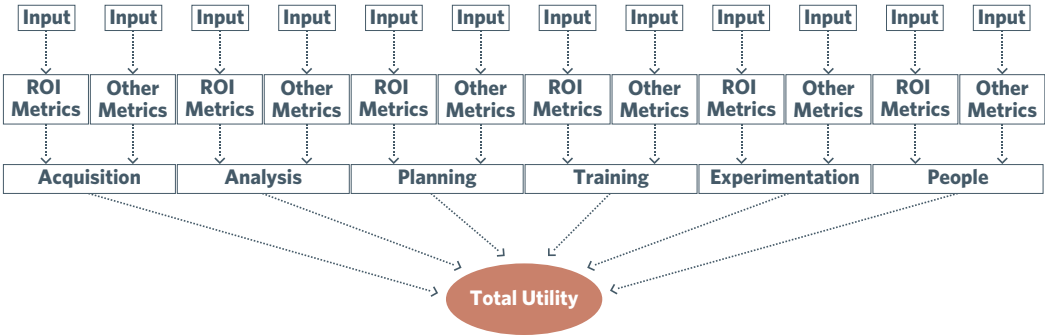 Input Input Input Input Input Input Input Input Input Input Input Input
ROI Other ROI Other ROI Other ROI Other ROI Other ROI Other
Metrics Metrics Metrics Metrics Metrics Metrics Metrics Metrics Metrics Metrics Metrics Metrics
Acquisition Analysis Planning Training Experimentation People
Total Utility